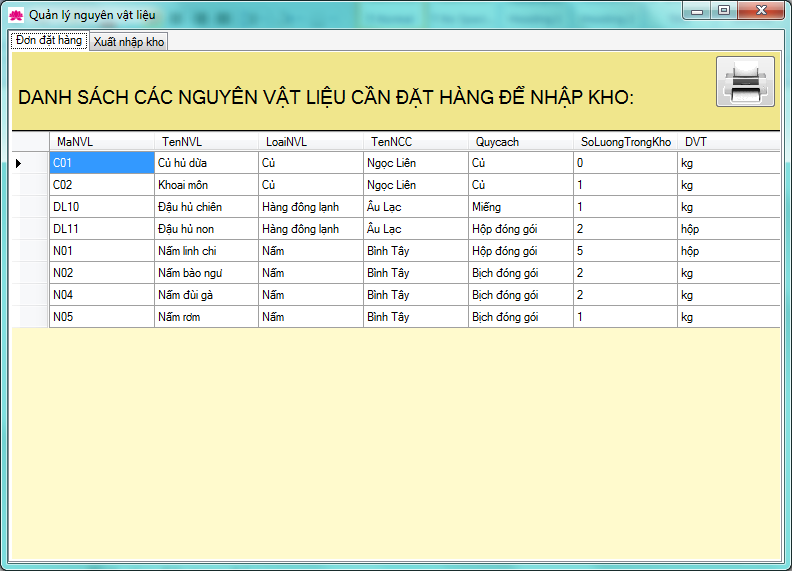 Quản lý nguyên vật liệu
Đơn đặt hàng Xuất nhập kho
DANH SÁCH CÁC NGUYÊN VẬT LIỆU CẦN ĐẶT HÀNG ĐỂ NHẬP KHO:
MaNVL TenNVL LoaiNVL TenNCC Quycach SoLuongTrongKho DVT
C01 Củ hủ dừa Củ Ngọc Liên Củ 0 kg
C02 Khoai môn Củ Ngọc Liên Củ 1 kg
DL10 Đậu hủ chiên Hàng đông lạnh Âu Lạc Miếng 1 kg
DL11 Đậu hủ non Hàng đông lạnh Âu Lạc Hộp đóng gói 2 hộp
N01 Nấm linh chi Nấm Bình Tây Hộp đóng gói 5 hộp
N02 Nấm bào ngư Nấm Bình Tây Bịch đóng gói 2 kg
N04 Nấm đùi gà Nấm Bình Tây Bịch đóng gói 2 kg
N05 Nấm rơm Nấm Bình Tây Bịch đóng gói 1 kg